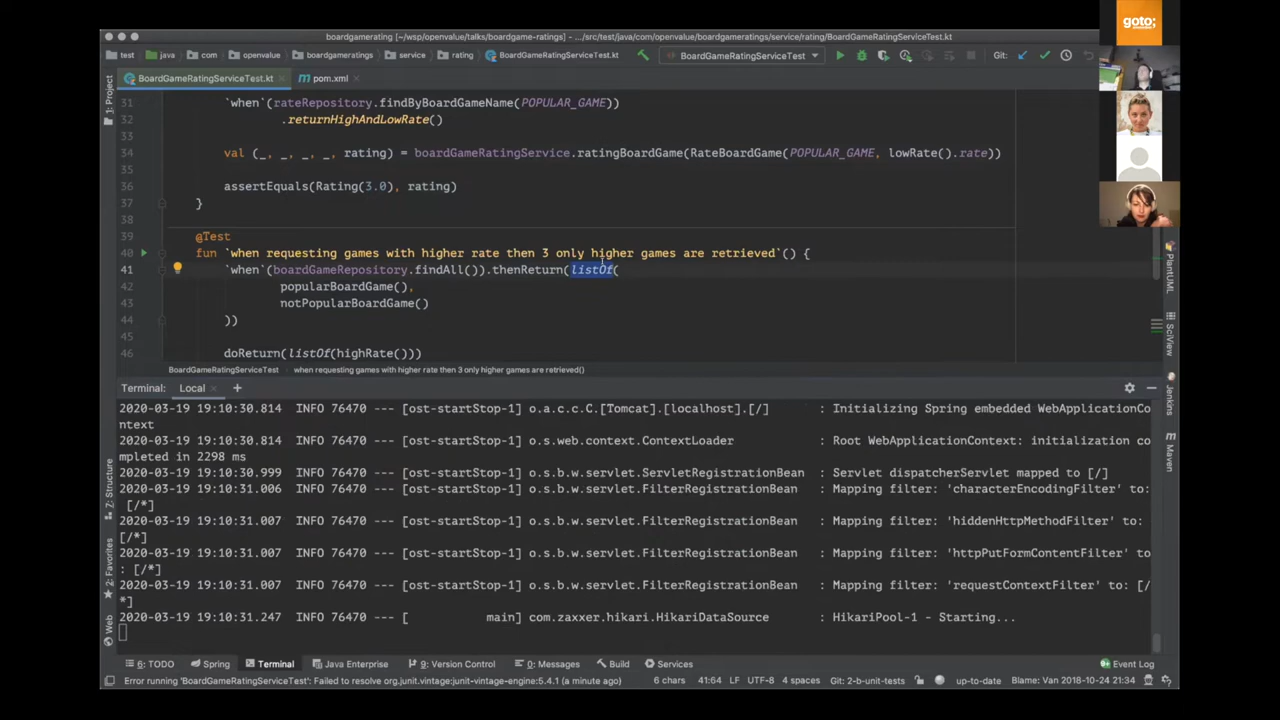 goto;
boardgamerating [~/wsp/openvalue/talks/boardgame-ratings] - .../src/test/java/com/openvalue/boardgameratings/service/rating/BoardGameRatingServiceTest.kt
test java com openvalue boardgameratings service rating BoardGameRatingServiceTest.kt BoardGameRatingServiceTest Git:
BoardGameRatingServiceTest.kt pom.xml
1: Project
31 `when`(rateRepository.findByBoardGameName(POPULAR_GAME))
32 .returnHighAndLowRate()
33
34 val (_, _, _, _, rating) = boardGameRatingService.ratingBoardGame(RateBoardGame(POPULAR_GAME, lowRate().rate))
35
36 assertEquals(Rating(3.0), rating)
37 }
38
39 @Test
40 fun `when requesting games with higher rate then 3 only higher games are retrieved`() {
41 `when`(boardGameRepository.findAll()).thenReturn(listOf(
42 popularBoardGame(),
43 notPopularBoardGame()
44 ))
45
46 doReturn(listOf(highRate()))
BoardGameRatingServiceTest when requesting games with higher rate then 3 only higher games are retrieved()
PlantUML
SciView
Jenkins
Maven
Terminal: Local +
2020-03-19 19:10:30.814 INFO 76470 --- [ost-startStop-1] o.a.c.c.C.[Tomcat].[localhost].[/] : Initializing Spring embedded WebApplicationCo
ntext
2020-03-19 19:10:30.814 INFO 76470 --- [ost-startStop-1] o.s.web.context.ContextLoader : Root WebApplicationContext: initialization co
mpleted in 2298 ms
2020-03-19 19:10:30.999 INFO 76470 --- [ost-startStop-1] o.s.b.w.servlet.ServletRegistrationBean : Servlet dispatcherServlet mapped to [/]
2020-03-19 19:10:31.006 INFO 76470 --- [ost-startStop-1] o.s.b.w.servlet.FilterRegistrationBean : Mapping filter: 'characterEncodingFilter' to:
[/*]
2020-03-19 19:10:31.007 INFO 76470 --- [ost-startStop-1] o.s.b.w.servlet.FilterRegistrationBean : Mapping filter: 'hiddenHttpMethodFilter' to:
[/*]
2020-03-19 19:10:31.007 INFO 76470 --- [ost-startStop-1] o.s.b.w.servlet.FilterRegistrationBean : Mapping filter: 'httpPutFormContentFilter' to
: [/*]
2020-03-19 19:10:31.007 INFO 76470 --- [ost-startStop-1] o.s.b.w.servlet.FilterRegistrationBean : Mapping filter: 'requestContextFilter' to: [/
*]
2020-03-19 19:10:31.247 INFO 76470 --- [ main] com.zaxxer.hikari.HikariDataSource : HikariPool-1 - Starting...
7: Structure
2: Favorites
Web
6: TODO Spring Terminal Java Enterprise 9: Version Control 0: Messages Build Services Event Log
Error running 'BoardGameRatingServiceTest': Failed to resolve org.junit.vintage:junit-vintage-engine:5.4.1 (a minute ago) 6 chars 41:64 LF UTF-8 4 spaces Git: 2-b-unit-tests up-to-date Blame: Van 2018-10-24 21:34